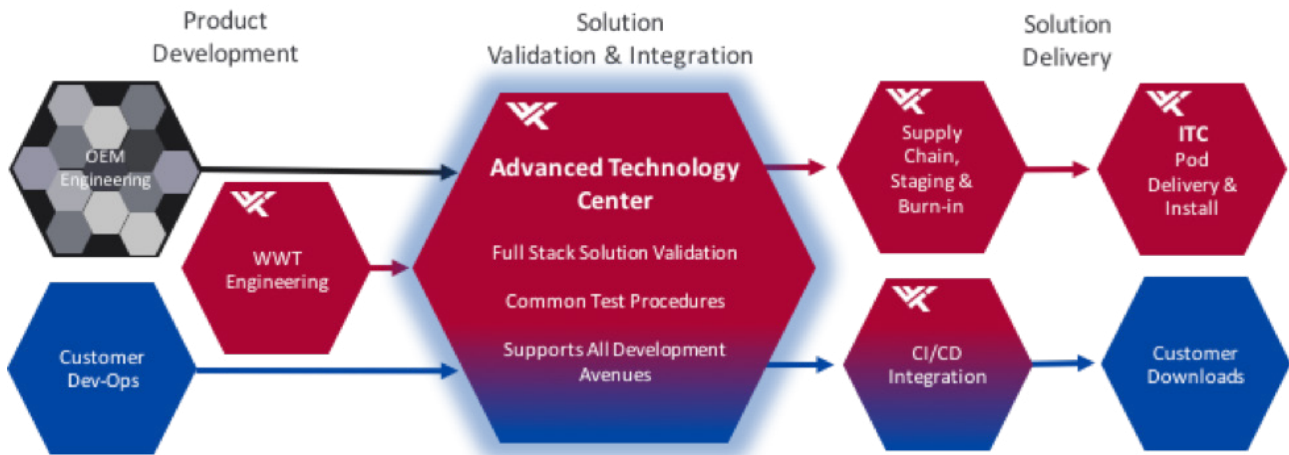 Product
Development
Solution
Validation & Integration
Solution
Delivery
OEM
Engineering
WWT
Engineering
Customer
Dev-Ops
Advanced Technology
Center
Full Stack Solution Validation
Common Test Procedures
Supports All Development
Avenues
Supply
Chain,
Staging &
Burn-in
ITC
Pod
Delivery &
Install
CI/CD
Integration
Customer
Downloads